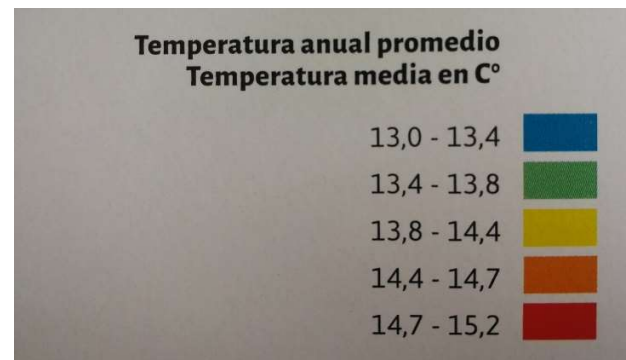 Temperatura anual promedio
Temperatura media en Cº
13,0 - 13,4
13,4 - 13,8
13,8 - 14,4
14,4 - 14,7
14,7 - 15,2